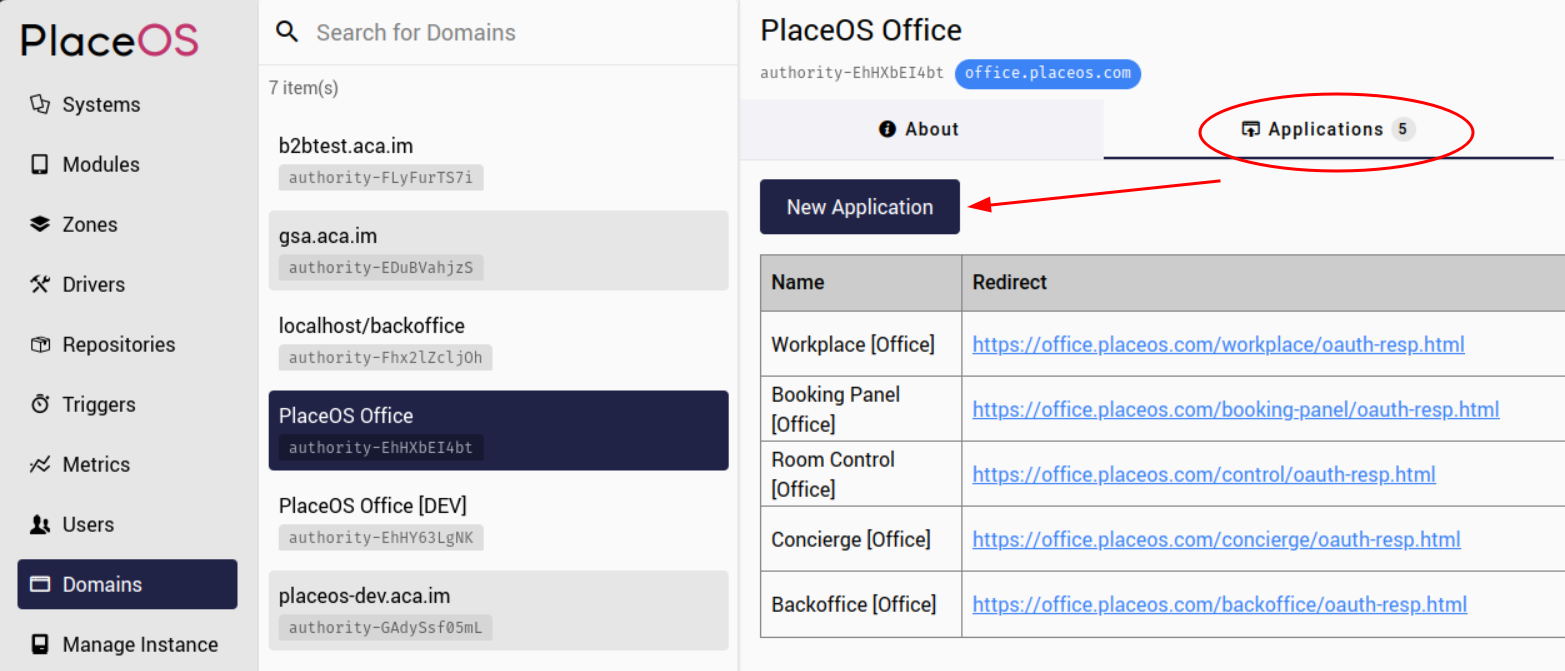 PlaceOS
Systems
Modules
Zones
Drivers
Repositories
Triggers
Metrics
Users
Domains
Manage Instance
Search for Domains
7 item(s)
b2btest.aca.im
authority-FLyFurTS7i
gsa.aca.im
authority-EDuBVahjzS
localhost/backoffice
authority-Fhx2lZcljOh
PlaceOS Office
authority-EhHXbEI4bt
PlaceOS Office [DEV]
authority-EhHY63LgNK
placeos-dev.aca.im
authority-GAdySsf05mL
PlaceOS Office
authority-EhHXbEI4bt office.placeos.com
About
Applications 5
New Application
Name Redirect
Workplace [Office] https://office.placeos.com/workplace/oauth-resp.html
Booking Panel
[Office] https://office.placeos.com/booking-panel/oauth-resp.html
Room Control
[Office] https://office.placeos.com/control/oauth-resp.html
Concierge [Office] https://office.placeos.com/concierge/oauth-resp.html
Backoffice [Office] https://office.placeos.com/backoffice/oauth-resp.html